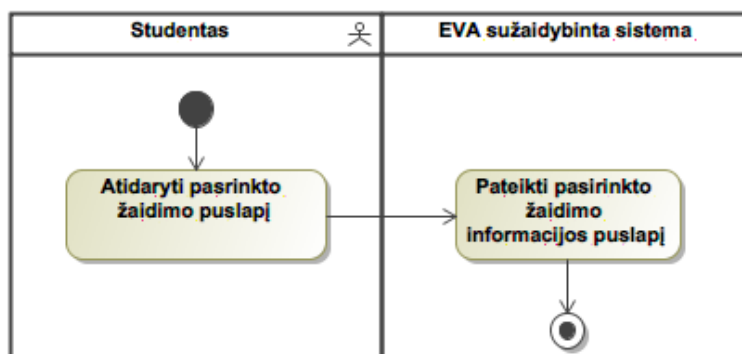 Studentas
EVA sužaidybinta sistema
Atidaryti pasrinkto
žaidimo puslapį
Pateikti pasirinkto
žaidimo
informacijos puslapį